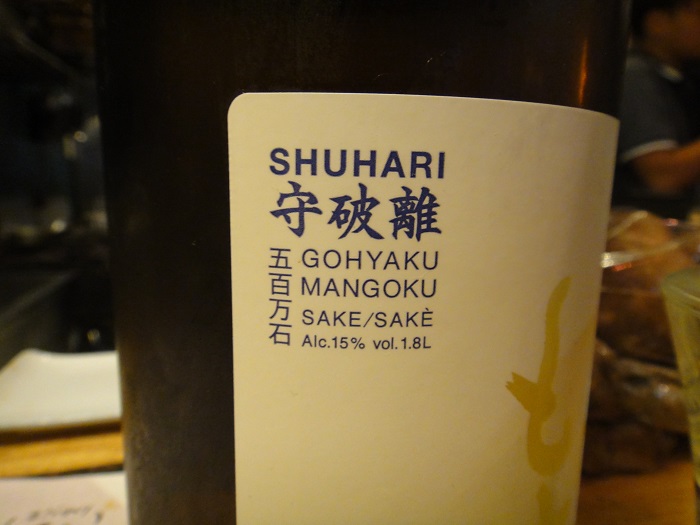 SHUHARI
守破離
五百万石
GOHYAKU
MANGOKU
SAKE/SAKÈ
Alc.15% vol.1.8L